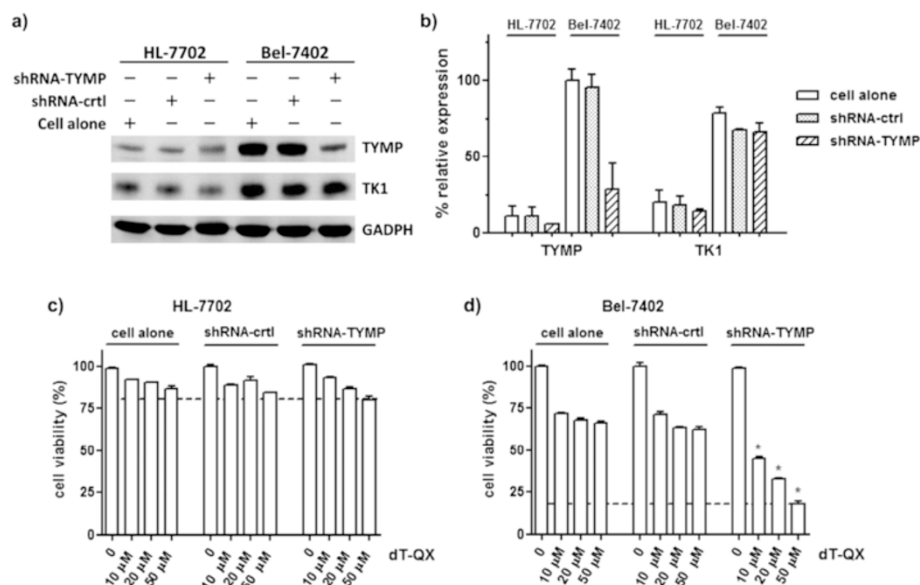 a)
HL-7702 Bel-7402
shRNA-TYMP – – + – – +
shRNA-crtl – + – – + –
Cell alone + – – + – –
TYMP
TK1
GADPH
b)
HL-7702 Bel-7402 HL-7702 Bel-7402
% relative expression
100
50
0
TYMP TK1
cell alone
shRNA-ctrl
shRNA-TYMP
c)
HL-7702
cell alone shRNA-crtl shRNA-TYMP
cell viability (%)
100
75
50
25
0
0 10 µM 20 µM 50 µM 0 10 µM 20 µM 50 µM 0 10 µM 20 µM 50 µM dT-QX
d)
Bel-7402
cell alone shRNA-crtl shRNA-TYMP
cell viability (%)
100
75
50
25
0
* * *
0 10 µM 20 µM 50 µM 0 10 µM 20 µM 50 µM 0 10 µM 20 µM 50 µM dT-QX